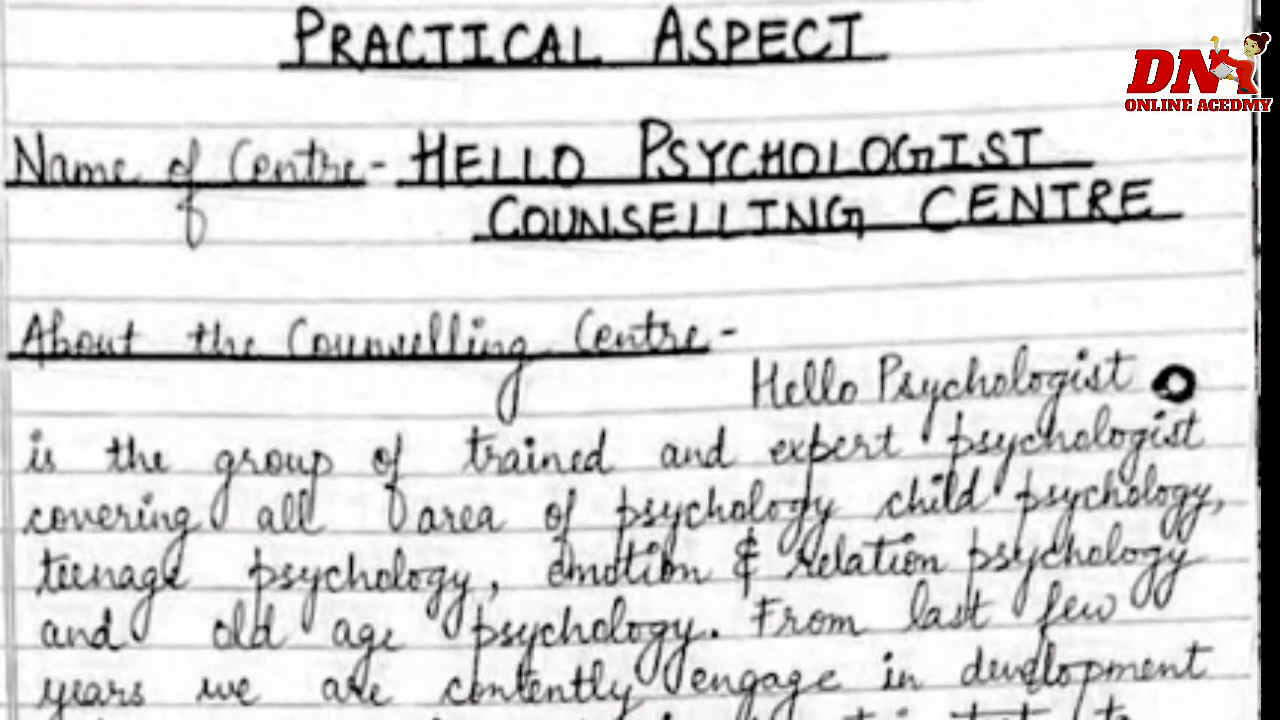 PRACTICAL ASPECT
DNA
ONLINE ACEDMY
Name of Centre - HELLO PSYCHOLOGIST
COUNSELLING CENTRE
About the Counselling Centre -
Hello Psychologist
is the group of trained and expert psychologist
covering all area of psychology child psychology,
teenage psychology, emotion & relation psychology
and old age psychology. From last few
years we are contently engage in development